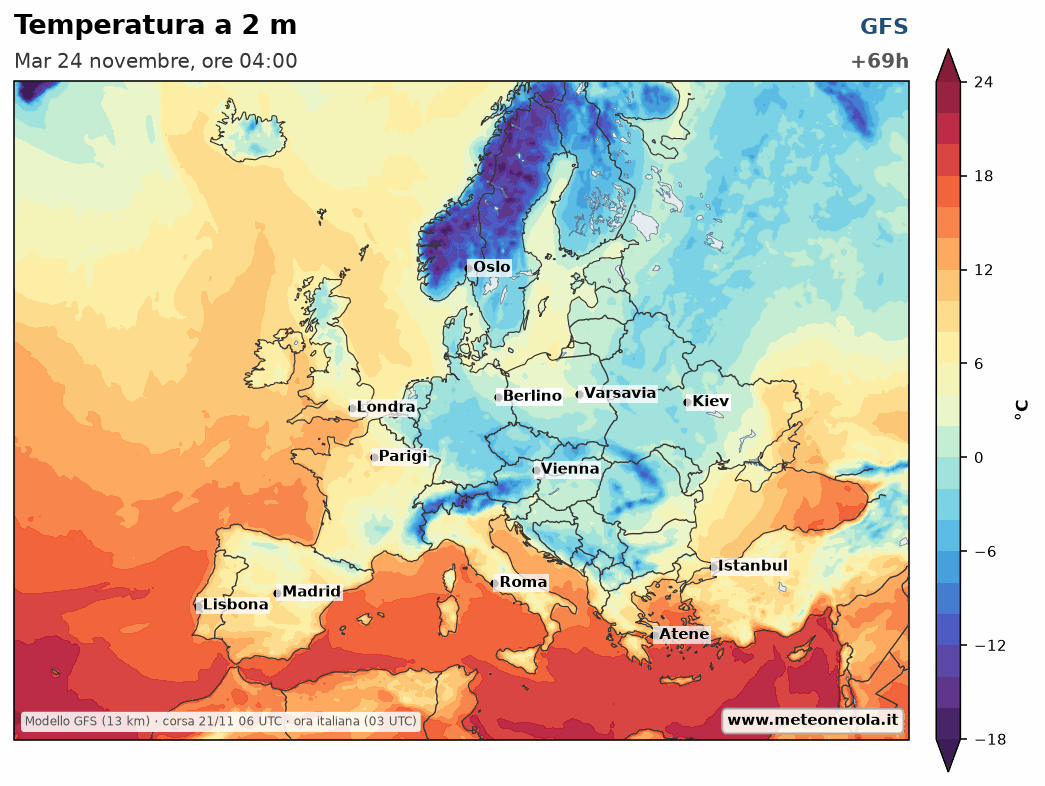 Temperatura a 2 m
GFS
Mar 24 novembre, ore 04:00
+69h
24
18
12
6
0
−6
−12
−18
°C
Oslo
Londra
Berlino
Varsavia
Kiev
Parigi
Vienna
Istanbul
Roma
Madrid
Lisbona
Atene
Modello GFS (13 km) · corsa 21/11 06 UTC · ora italiana (03 UTC)
www.meteonerola.it